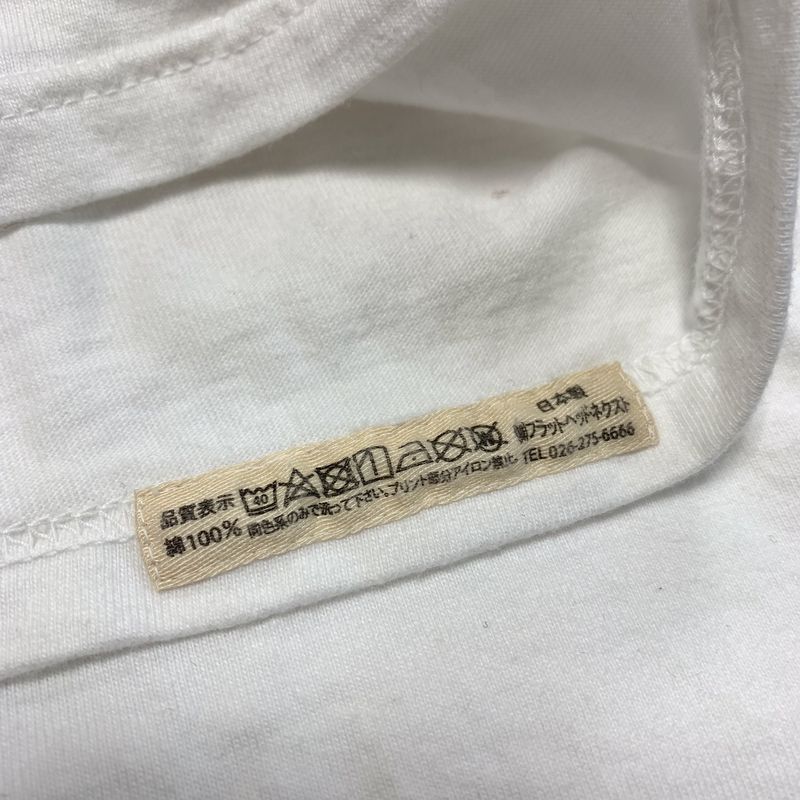 品質表示
綿100%
40
同色系のみで洗って下さい。プリント部分アイロン禁止。
日本製
㈱フラットヘッドネクスト
TEL 026-275-6666